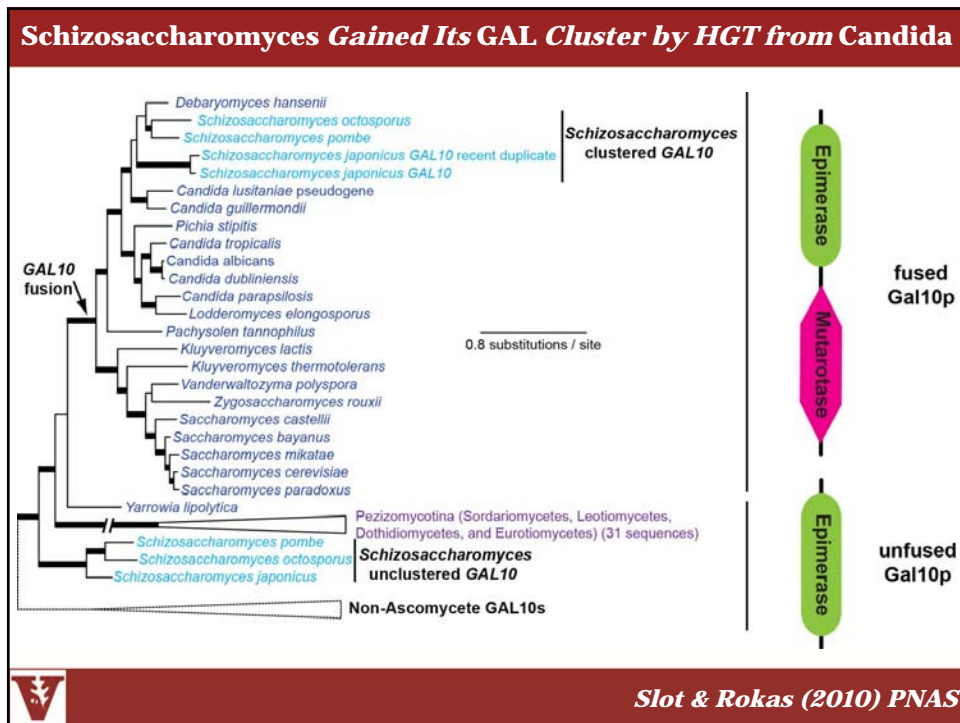 Schizosaccharomyces Gained Its GAL Cluster by HGT from Candida
Debaryomyces hansenii
Schizosaccharomyces octosporus
Schizosaccharomyces pombe
Schizosaccharomyces japonicus GAL10 recent duplicate
Schizosaccharomyces japonicus GAL10
Schizosaccharomyces
clustered GAL10
Candida lusitaniae pseudogene
Candida guillermondii
Pichia stipitis
Candida tropicalis
Candida albicans
Candida dubliniensis
Candida parapsilosis
Lodderomyces elongosporus
Pachysolen tannophilus
Kluyveromyces lactis
Kluyveromyces thermotolerans
Vanderwaltozyma polyspora
Zygosaccharomyces rouxii
Saccharomyces castellii
Saccharomyces bayanus
Saccharomyces mikatae
Saccharomyces cerevisiae
Saccharomyces paradoxus
GAL10
fusion
0.8 substitutions / site
Yarrowia lipolytica
Pezizomycotina (Sordariomycetes, Leotiomycetes,
Dothidiomycetes, and Eurotiomycetes) (31 sequences)
Schizosaccharomyces pombe
Schizosaccharomyces octosporus
Schizosaccharomyces japonicus
Schizosaccharomyces
unclustered GAL10
Non-Ascomycete GAL10s
Epimerase
Mutarotase
fused
Gal10p
Epimerase
unfused
Gal10p
V
Slot & Rokas (2010) PNAS